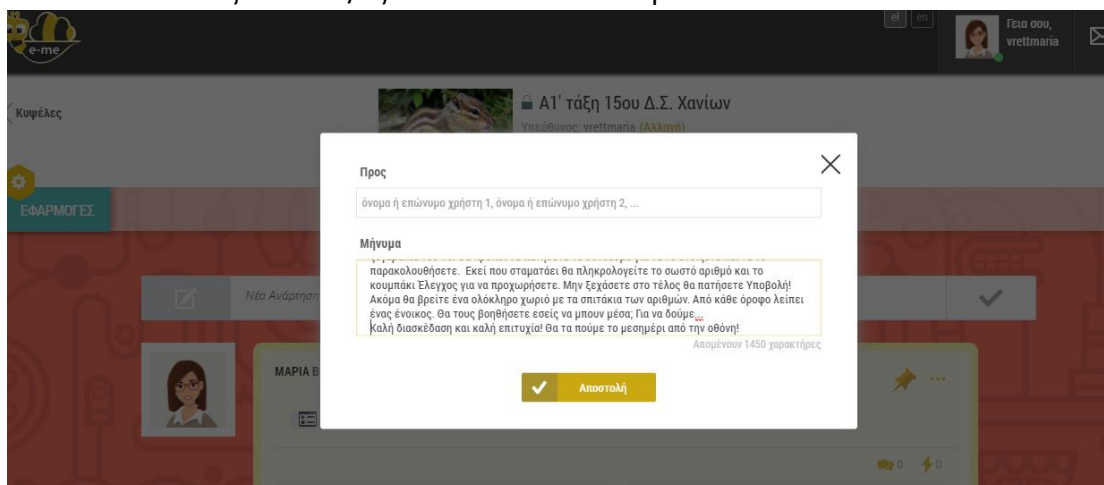 e-me
el en
Γεια σου,
vrettmaria
Κυψέλες
Α1' τάξη 15ου Δ.Σ. Χανίων
Υπεύθυνος: vrettmaria (Αλλαγή)
ΕΦΑΡΜΟΓΕΣ
Προς
όνομα ή επώνυμο χρήστη 1, όνομα ή επώνυμο χρήστη 2, ...
Μήνυμα
παρακολουθήσετε. Εκεί που σταματάει θα πληκρολογείτε το σωστό αριθμό και το
κουμπάκι Έλεγχος για να προχωρήσετε. Μην ξεχάσετε στο τέλος θα πατήσετε Υποβολή!
Ακόμα θα βρείτε ένα ολόκληρο χωριό με τα σπιτάκια των αριθμών. Από κάθε όροφο λείπει
ένας ένοικος. Θα τους βοηθήσετε εσείς να μπουν μέσα; Για να δούμε...
Καλή διασκέδαση και καλή επιτυχία! Θα τα πούμε το μεσημέρι από την οθόνη!
Απομένουν 1450 χαρακτήρες
Αποστολή
Νέα Ανάρτηση
ΜΑΡΙΑ Β
0 0